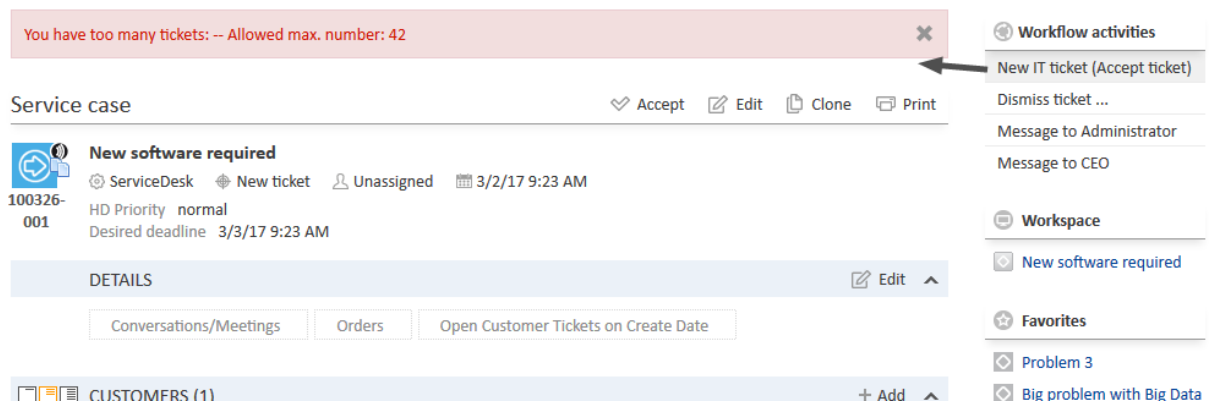 You have too many tickets: -- Allowed max. number: 42
Service case
Accept Edit Clone Print
New software required
ServiceDesk New ticket Unassigned 3/2/17 9:23 AM
100326-
001
HD Priority normal
Desired deadline 3/3/17 9:23 AM
DETAILS Edit
Conversations/Meetings Orders Open Customer Tickets on Create Date
CUSTOMERS (1) + Add
Workflow activities
New IT ticket (Accept ticket)
Dismiss ticket ...
Message to Administrator
Message to CEO
Workspace
New software required
Favorites
Problem 3
Big problem with Big Data